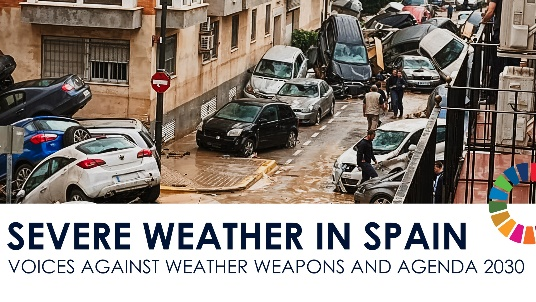 SEVERE WEATHER IN SPAIN
VOICES AGAINST WEATHER WEAPONS AND AGENDA 2030